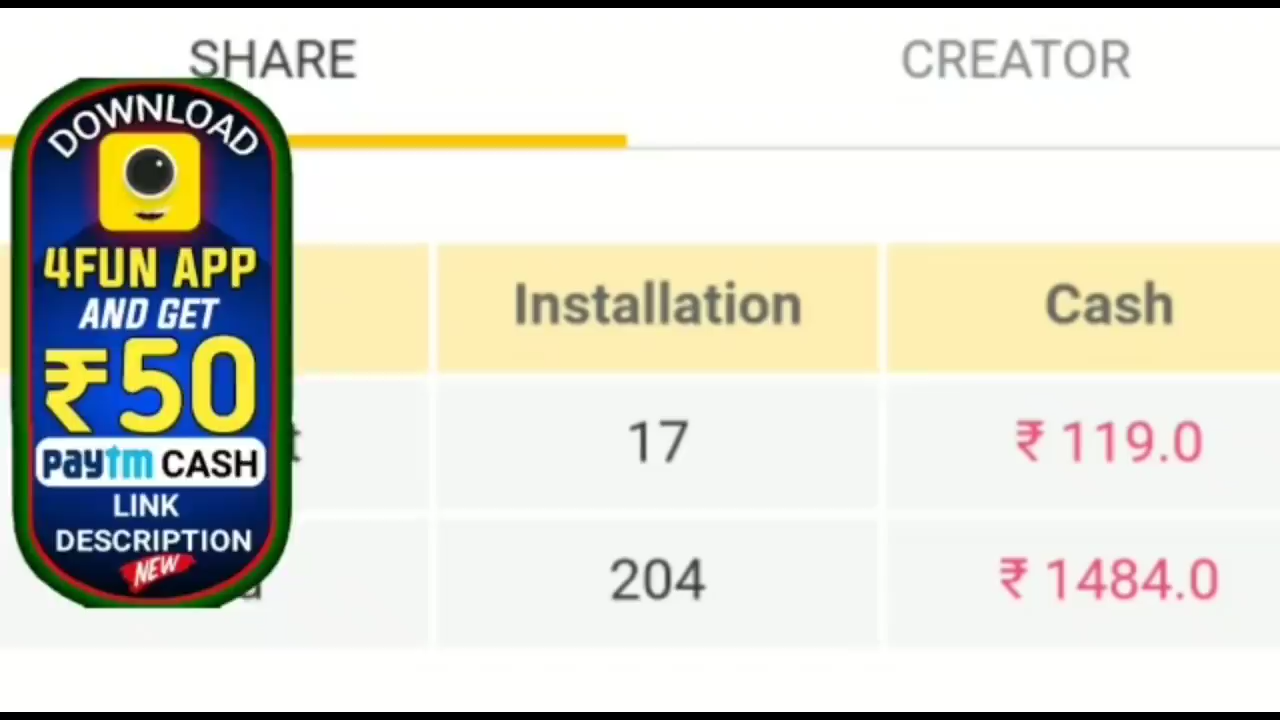 SHARE
CREATOR
DOWNLOAD
4FUN APP
AND GET
₹50
paytm CASH
LINK
DESCRIPTION
NEW
Installation
Cash
17
₹ 119.0
204
₹ 1484.0